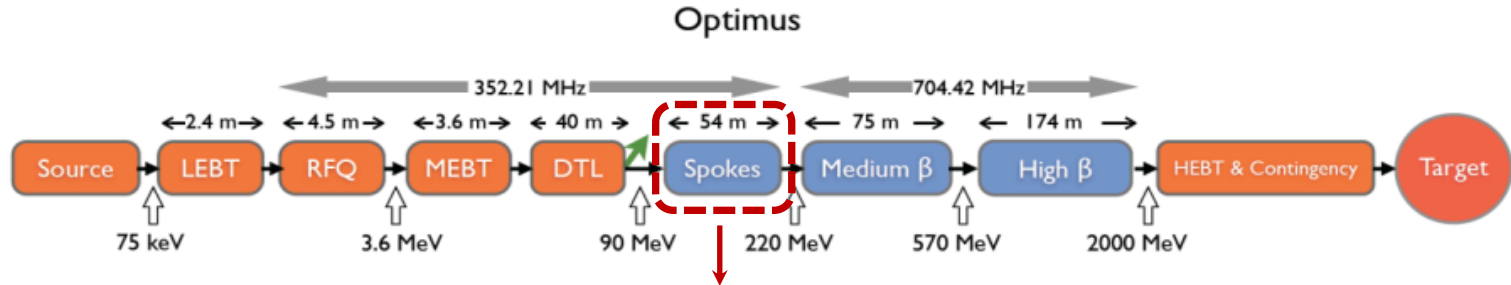 Optimus
352.21 MHz 704.42 MHz
2.4 m 4.5 m 3.6 m 40 m 54 m 75 m 174 m
Source LEBT RFQ MEBT DTL Spokes Medium β High β HEBT & Contingency Target
75 keV 3.6 MeV 90 MeV 220 MeV 570 MeV 2000 MeV